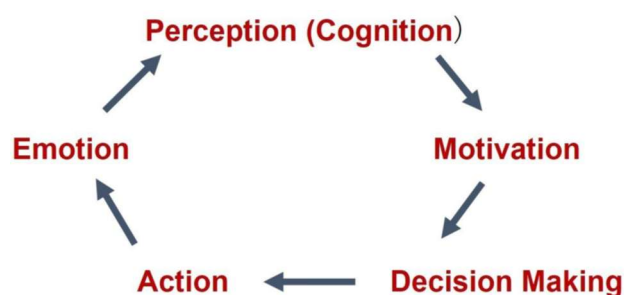 Perception (Cognition）
Emotion
Motivation
Action
Decision Making